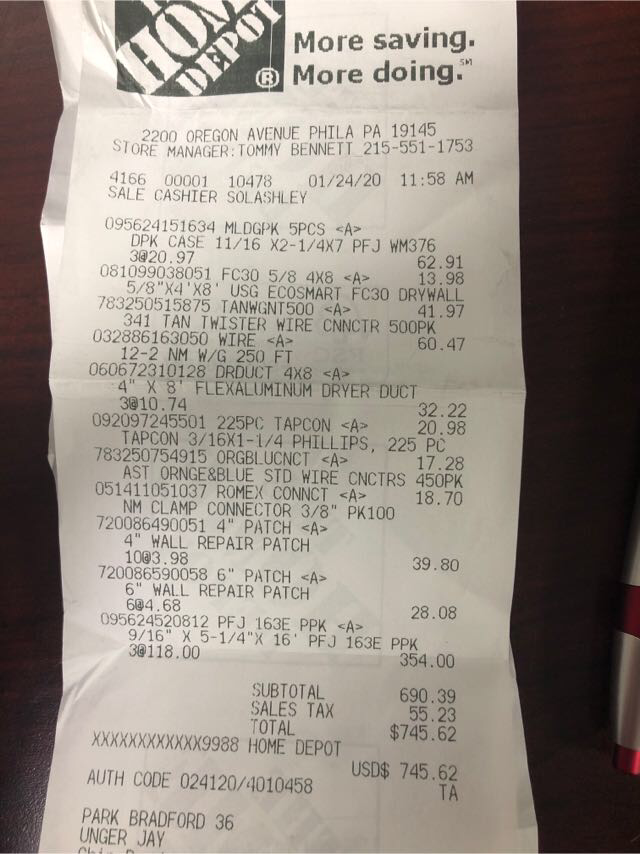 HOME
DEPOT
®
More saving.
More doing.℠
2200 OREGON AVENUE PHILA PA 19145
STORE MANAGER:TOMMY BENNETT 215-551-1753
4166 00001 10478 01/24/20 11:58 AM
SALE CASHIER SOLASHLEY
095624151634 MLDGPK 5PCS <A>
DPK CASE 11/16 X2-1/4X7 PFJ WM376
3@20.97 62.91
081099038051 FC30 5/8 4X8 <A> 13.98
5/8"X4'X8' USG ECOSMART FC30 DRYWALL
783250515875 TANWGNT500 <A> 41.97
341 TAN TWISTER WIRE CNNCTR 500PK
032886163050 WIRE <A> 60.47
12-2 NM W/G 250 FT
060672310128 DRDUCT 4X8 <A>
4" X 8' FLEXALUMINUM DRYER DUCT
3@10.74 32.22
092097245501 225PC TAPCON <A> 20.98
TAPCON 3/16X1-1/4 PHILLIPS, 225 PC
783250754915 ORGBLUCNCT <A> 17.28
AST ORNGE&BLUE STD WIRE CNCTRS 450PK
051411051037 ROMEX CONNCT <A> 18.70
NM CLAMP CONNECTOR 3/8" PK100
720086490051 4" PATCH <A>
4" WALL REPAIR PATCH
10@3.98 39.80
720086590058 6" PATCH <A>
6" WALL REPAIR PATCH
6@4.68 28.08
095624520812 PFJ 163E PPK <A>
9/16" X 5-1/4"X 16' PFJ 163E PPK
3@118.00 354.00
SUBTOTAL 690.39
SALES TAX 55.23
TOTAL $745.62
XXXXXXXXXXXX9988 HOME DEPOT
USD$ 745.62
AUTH CODE 024120/4010458 TA
PARK BRADFORD 36
UNGER JAY